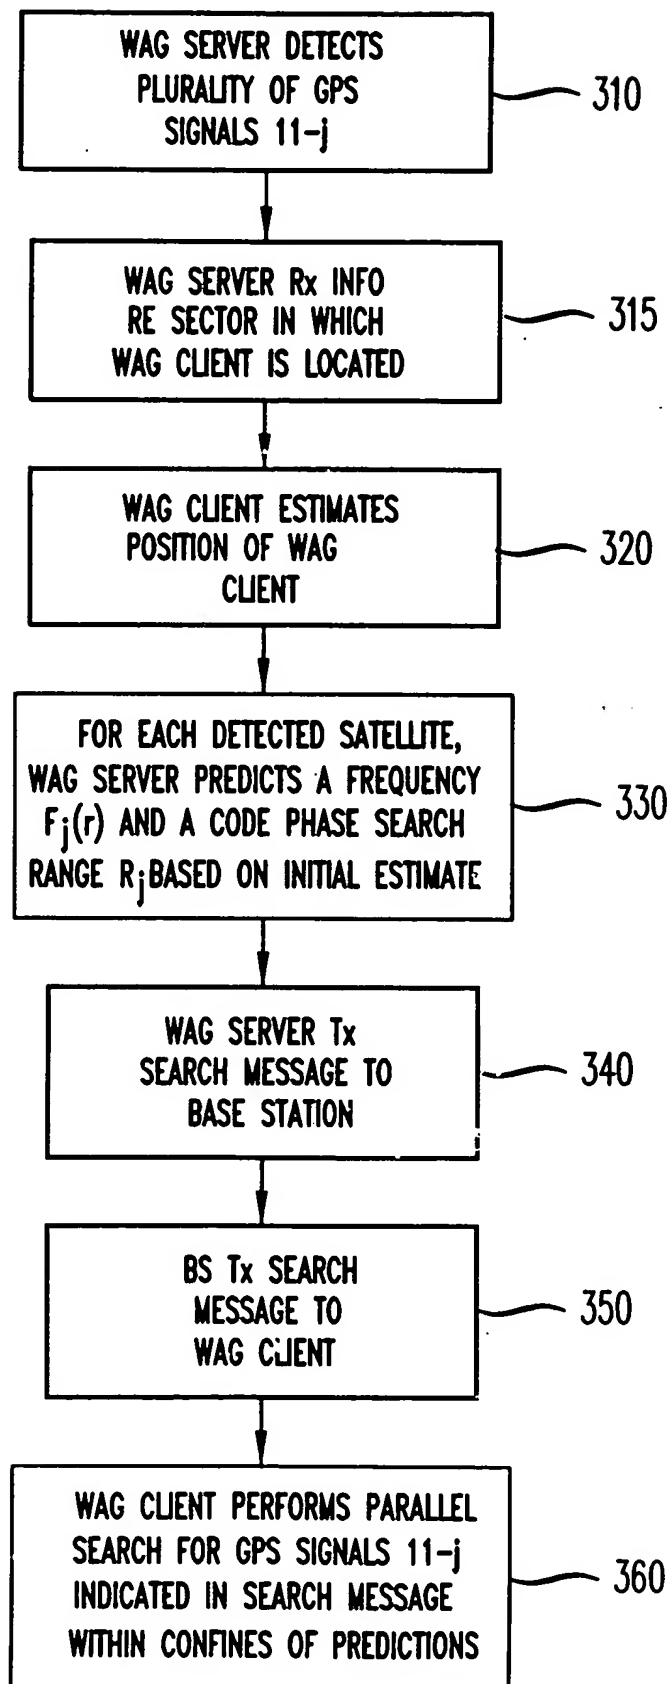 WAG SERVER DETECTS
PLURALITY OF GPS
SIGNALS 11-j
310
WAG SERVER Rx INFO
RE SECTOR IN WHICH
WAG CLIENT IS LOCATED
315
WAG CLIENT ESTIMATES
POSITION OF WAG
CLIENT
320
FOR EACH DETECTED SATELLITE,
WAG SERVER PREDICTS A FREQUENCY
Fj(r) AND A CODE PHASE SEARCH
RANGE Rj BASED ON INITIAL ESTIMATE
330
WAG SERVER Tx
SEARCH MESSAGE TO
BASE STATION
340
BS Tx SEARCH
MESSAGE TO
WAG CLIENT
350
WAG CLIENT PERFORMS PARALLEL
SEARCH FOR GPS SIGNALS 11-j
INDICATED IN SEARCH MESSAGE
WITHIN CONFINES OF PREDICTIONS
360